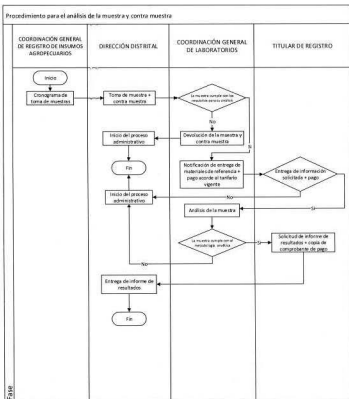 Procedimiento para el análisis de la muestra y contra muestra
COORDINACIÓN GENERAL
DE REGISTRO DE INSUMOS
AGROPECUARIOS
DIRECCIÓN DISTRITAL
COORDINACIÓN GENERAL
DE LABORATORIOS
TITULAR DE REGISTRO
Inicio
Cronograma de
toma de muestras
Toma de muestra +
contra muestra
La muestra cumple con los
requisitos para su análisis
No
Si
Devolución de la muestra y
contra muestra
Inicio del proceso
administrativo
Fin
Notificación de entrega de
materiales de referencia +
pago acorde al tarifario
vigente
Entrega de información
solicitada + pago
No
Si
Inicio del proceso
administrativo
Análisis de la muestra
La muestra cumple con el
Si
No
Solicitud de informe de
resultados + copia de
comprobante de pago
Entrega de informe de
resultados
Fin
Fase